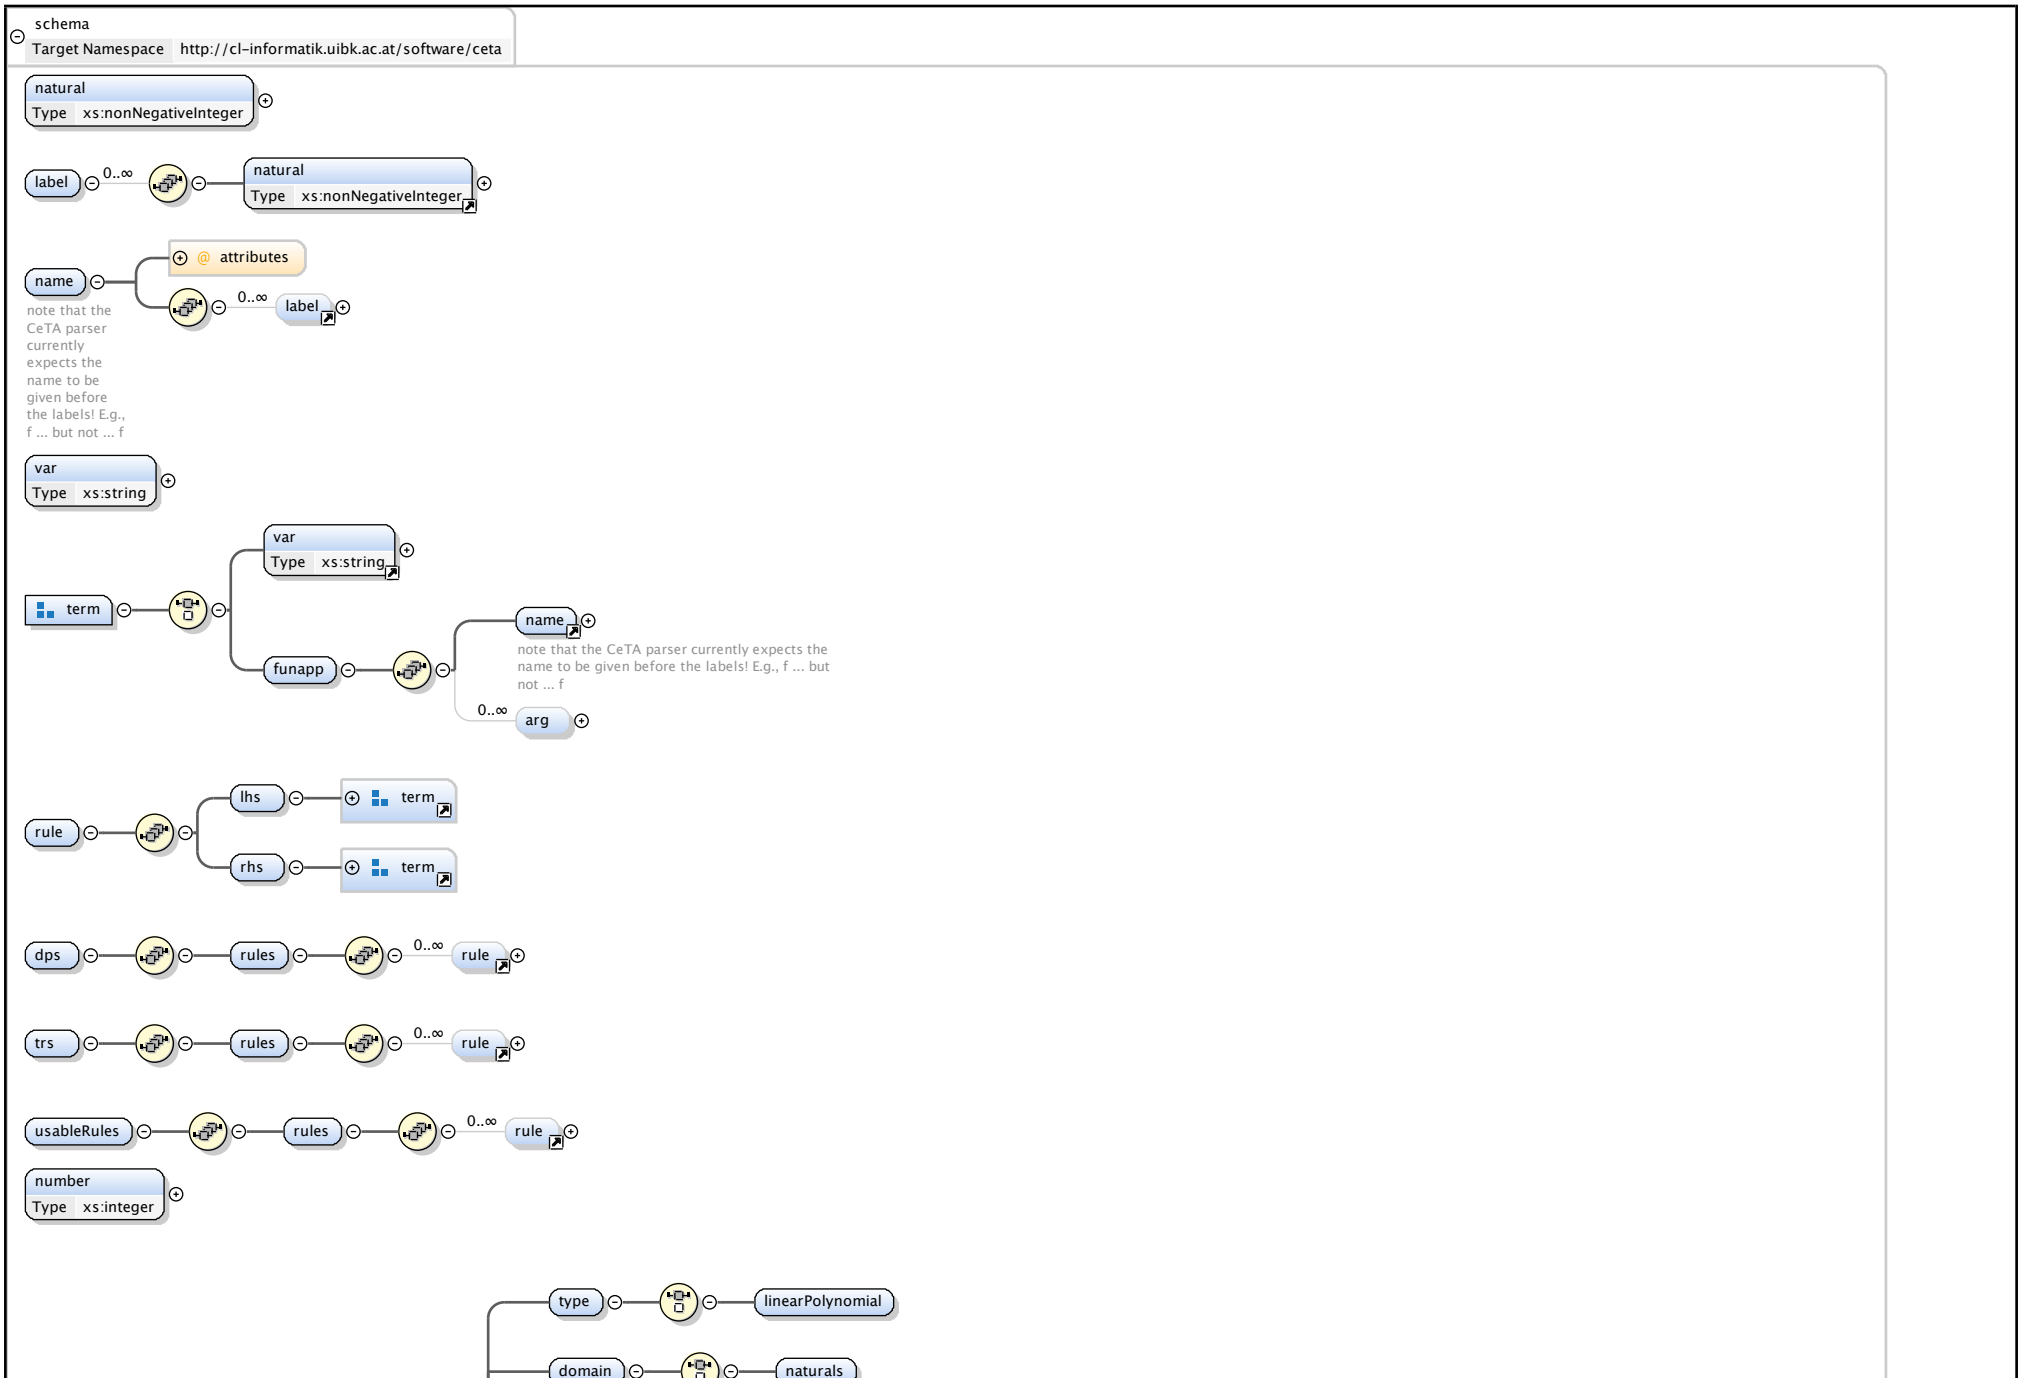 schema
Target Namespace http://cl-informatik.uibk.ac.at/software/ceta
natural
Type xs:nonNegativeInteger
label 0..∞
natural
Type xs:nonNegativeInteger
@ attributes
name
0..∞ label
note that the
CeTA parser
currently
expects the
name to be
given before
the labels! E.g.,
f ... but not ... f
var
Type xs:string
var
Type xs:string
term
name
note that the CeTA parser currently expects the
name to be given before the labels! E.g., f ... but
not ... f
funapp
0..∞ arg
lhs term
rule
rhs term
dps rules 0..∞ rule
trs rules 0..∞ rule
usableRules rules 0..∞ rule
number
Type xs:integer
type linearPolynomial
domain naturals